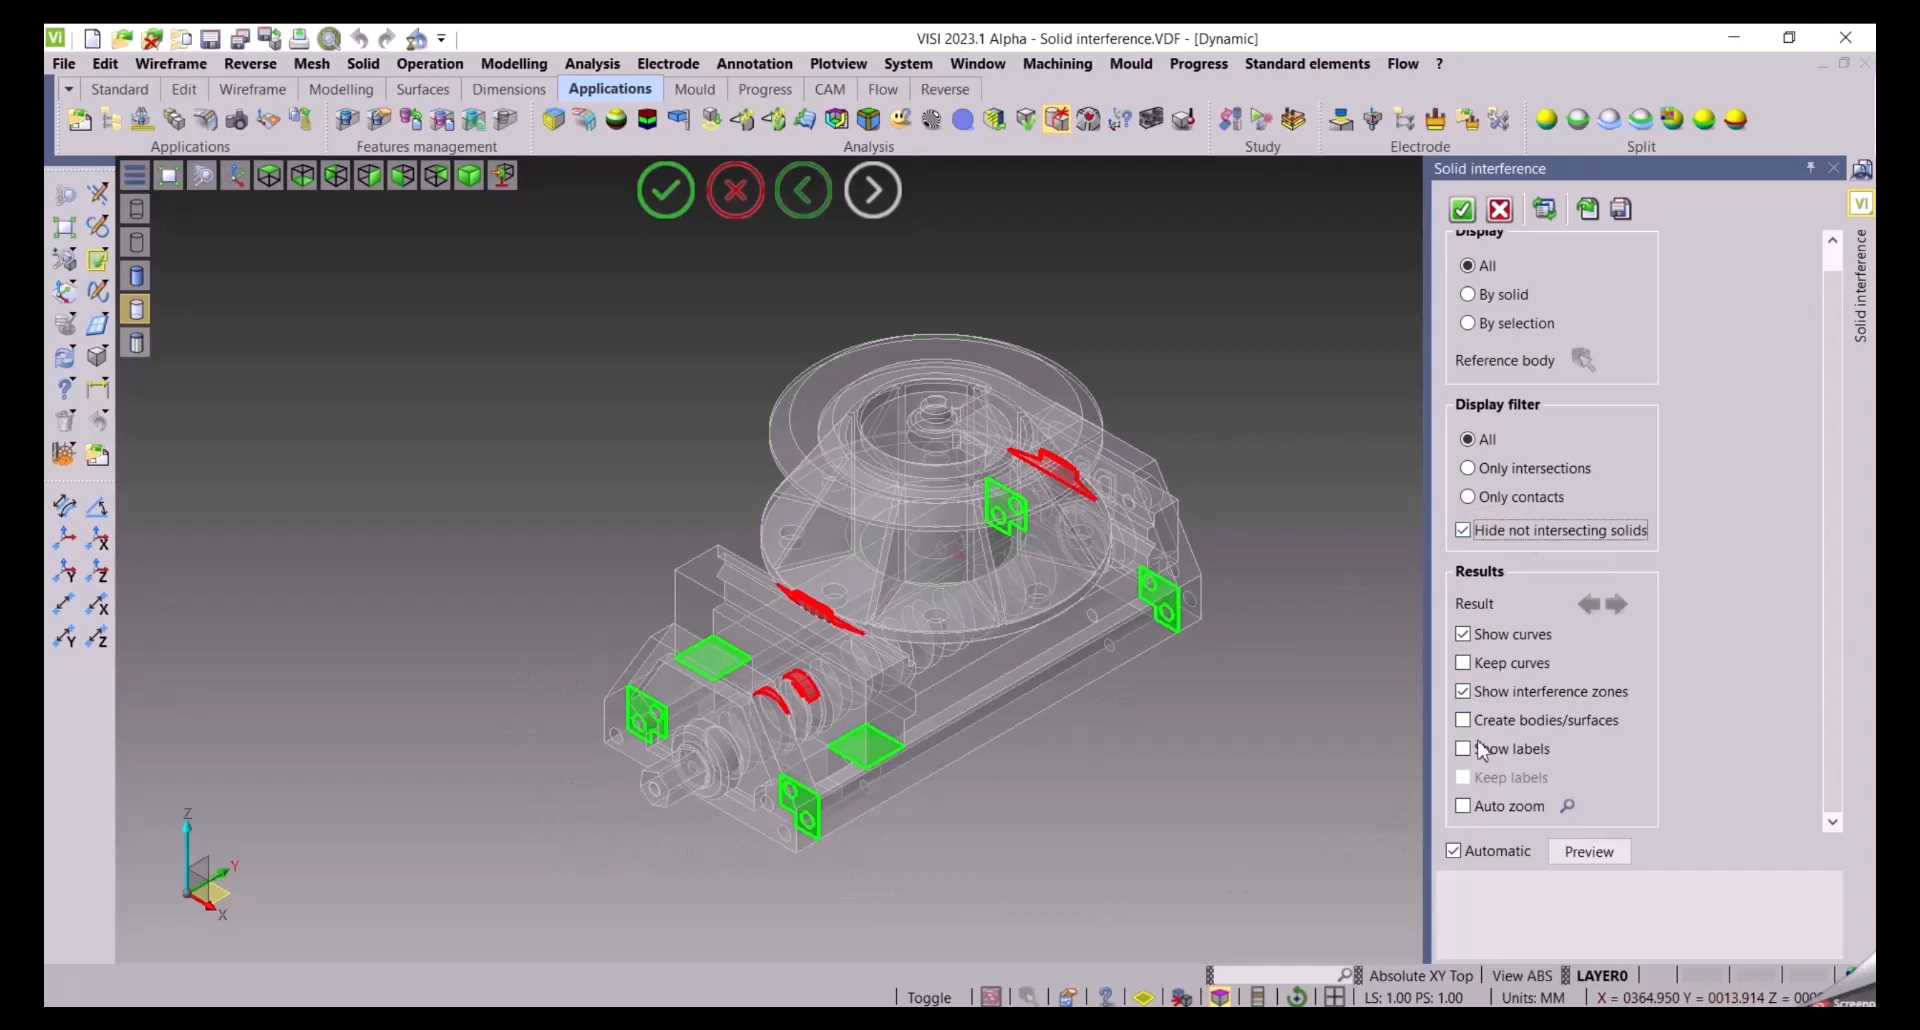 Vi
VISI 2023.1 Alpha - Solid interference.VDF - [Dynamic]
File Edit Wireframe Reverse Mesh Solid Operation Modelling Analysis Electrode Annotation Plotview System Window Machining Mould Progress Standard elements Flow ?
Standard Edit Wireframe Modelling Surfaces Dimensions Applications Mould Progress CAM Flow Reverse
Applications Features management Analysis Study Electrode Split
Solid interference
VI
Solid interference
Display
All
By solid
By selection
Reference body
Display filter
All
Only intersections
Only contacts
Hide not intersecting solids
Results
Result
Show curves
Keep curves
Show interference zones
Create bodies/surfaces
Show labels
Keep labels
Auto zoom
Automatic Preview
X
Y Z
X
Y Z
Z
Y
X
Absolute XY Top View ABS LAYER0
Toggle LS: 1.00 PS: 1.00 Units: MM X = 0364.950 Y = 0013.914 Z =